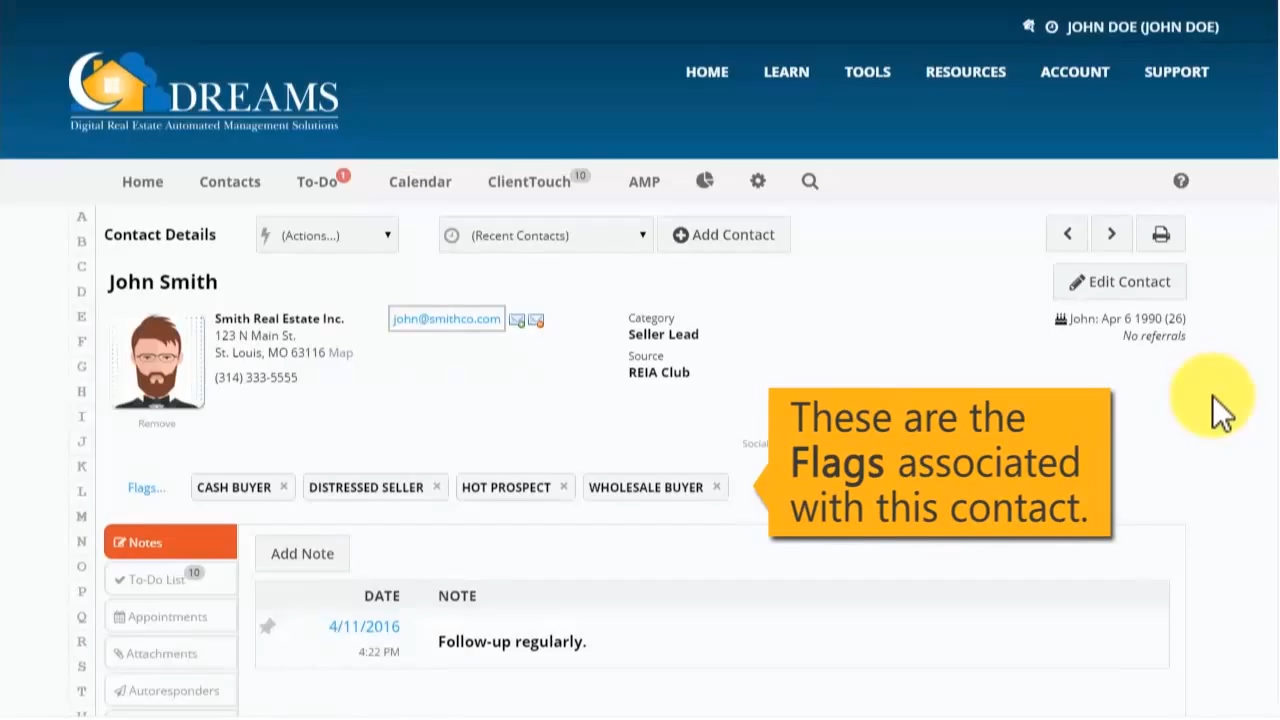 JOHN DOE (JOHN DOE)
DREAMS
Digital Real Estate Automated Management Solutions
HOME LEARN TOOLS RESOURCES ACCOUNT SUPPORT
Home Contacts To-Do 1 Calendar ClientTouch 10 AMP
A
B
C
D
E
F
G
H
I
J
K
L
M
N
O
P
Q
R
S
T
Contact Details (Actions...) (Recent Contacts) Add Contact
John Smith
Edit Contact
Smith Real Estate Inc.
123 N Main St.
St. Louis, MO 63116 Map
(314) 333-5555
Remove
john@smithco.com
Category
Seller Lead
Source
REIA Club
John: Apr 6 1990 (26)
No referrals
Social
These are the
Flags associated
with this contact.
Flags... CASH BUYER × DISTRESSED SELLER × HOT PROSPECT × WHOLESALE BUYER ×
Notes
To-Do List 10
Appointments
Attachments
Autoresponders
Add Note
DATE NOTE
4/11/2016
4:22 PM
Follow-up regularly.